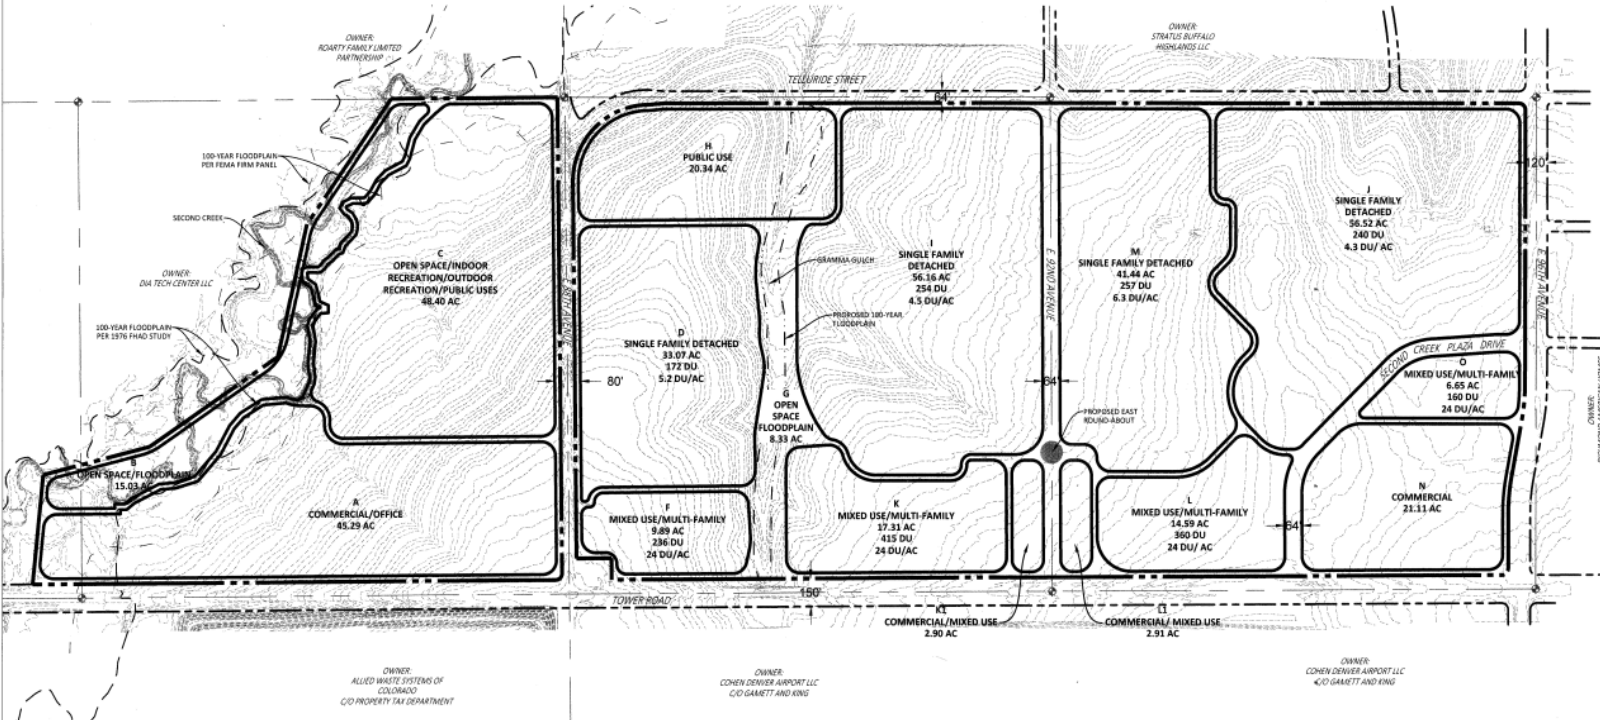 OWNER:
ROARTY FAMILY LIMITED
PARTNERSHIP
OWNER:
STRATUS BUFFALO
HIGHLANDS LLC
TELLURIDE STREET
64'
100-YEAR FLOODPLAIN
PER FEMA FIRM PANEL
SECOND CREEK
OWNER:
DIA TECH CENTER LLC
100-YEAR FLOODPLAIN
PER 1976 FHAD STUDY
C
OPEN SPACE/INDOOR
RECREATION/OUTDOOR
RECREATION/PUBLIC USES
48.40 AC
E 88TH AVENUE
80'
H
PUBLIC USE
20.34 AC
D
SINGLE FAMILY DETACHED
33.07 AC
172 DU
5.2 DU/AC
GRAMMA GULCH
PROPOSED 100-YEAR
FLOODPLAIN
G
OPEN
SPACE
FLOODPLAIN
8.33 AC
I
SINGLE FAMILY
DETACHED
56.16 AC
254 DU
4.5 DU/AC
E 92ND AVENUE
64'
M
SINGLE FAMILY DETACHED
41.44 AC
257 DU
6.3 DU/AC
J
SINGLE FAMILY
DETACHED
56.52 AC
240 DU
4.3 DU/ AC
120'
E 96TH AVENUE
SECOND CREEK PLAZA DRIVE
O
MIXED USE/MULTI-FAMILY
6.65 AC
160 DU
24 DU/AC
PROPOSED EAST
ROUND-ABOUT
B
OPEN SPACE/FLOODPLAIN
15.03 AC
A
COMMERCIAL/OFFICE
45.29 AC
F
MIXED USE/MULTI-FAMILY
9.89 AC
236 DU
24 DU/AC
K
MIXED USE/MULTI-FAMILY
17.31 AC
415 DU
24 DU/AC
L
MIXED USE/MULTI-FAMILY
14.59 AC
360 DU
24 DU/ AC
64'
N
COMMERCIAL
21.11 AC
OWNER:
TOWER ROAD
150'
K1
COMMERCIAL/MIXED USE
2.90 AC
L1
COMMERCIAL/ MIXED USE
2.91 AC
OWNER:
ALLIED WASTE SYSTEMS OF
COLORADO
C/O PROPERTY TAX DEPARTMENT
OWNER:
COHEN DENVER AIRPORT LLC
C/O GAMETT AND KING
OWNER:
COHEN DENVER AIRPORT LLC
C/O GAMETT AND KING